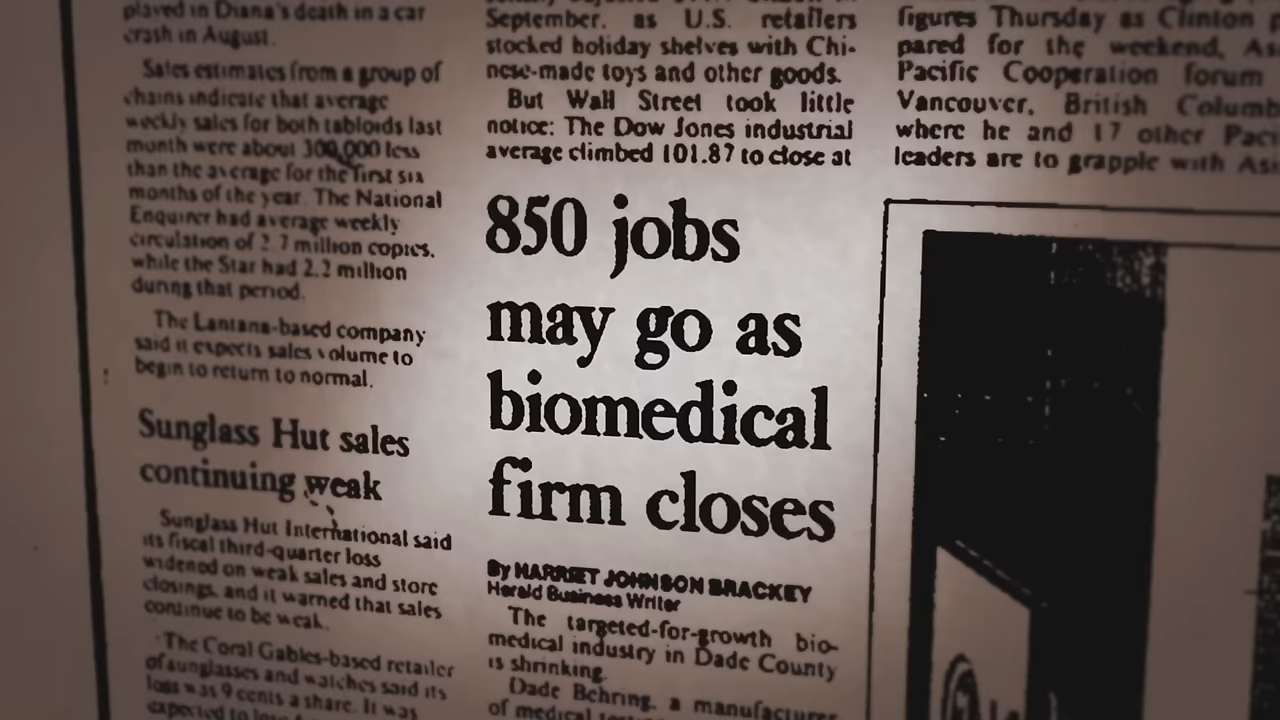 played in Diana's death in a car
crash in August.
Sales estimates from a group of
chains indicate that average
weekly sales for both tabloids last
month were about 300,000 less
than the average for the first six
months of the year. The National
Enquirer had average weekly
circulation of 2.7 million copies,
while the Star had 2.2 million
during that period.
The Lantana-based company
said it expects sales volume to
begin to return to normal.
Sunglass Hut sales
continuing weak
Sunglass Hut International said
its fiscal third-quarter loss
widened on weak sales and store
closings, and it warned that sales
continue to be weak.
The Coral Gables-based retailer
of sunglasses and watches said its
loss was 9 cents a share. It was
expected to
September, as U.S. retailers
stocked holiday shelves with Chi-
nese-made toys and other goods.
But Wall Street took little
notice: The Dow Jones industrial
average climbed 101.87 to close at
850 jobs
may go as
biomedical
firm closes
By HARRIET JOHNSON BRACKEY
Herald Business Writer
The targeted-for-growth bio-
medical industry in Dade County
is shrinking.
Dade Behring, a manufacturer
of medical
figures Thursday as Clinton p
pared for the weekend, As
Pacific Cooperation forum
Vancouver, British Columb
where he and 17 other Paci
leaders are to grapple with Asi